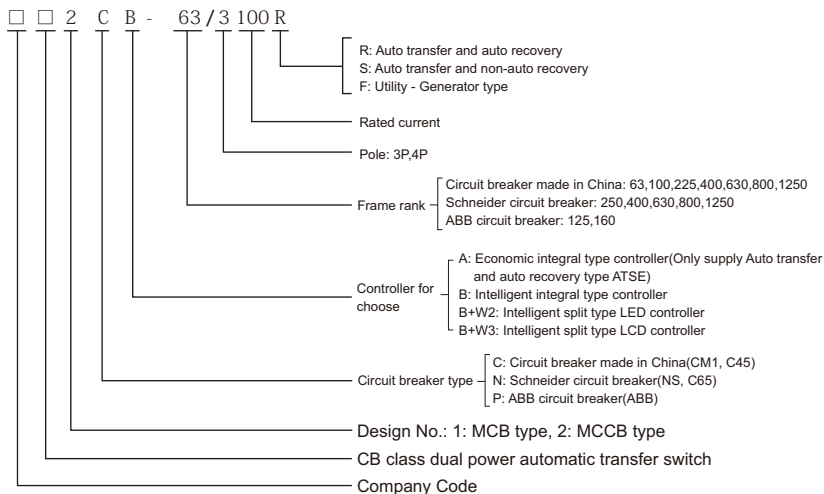 □ □ 2 C B - 63/3 100 R
R: Auto transfer and auto recovery
S: Auto transfer and non-auto recovery
F: Utility - Generator type
Rated current
Pole: 3P,4P
Frame rank
Circuit breaker made in China: 63,100,225,400,630,800,1250
Schneider circuit breaker: 250,400,630,800,1250
ABB circuit breaker: 125,160
Controller for
choose
A: Economic integral type controller(Only supply Auto transfer
and auto recovery type ATSE)
B: Intelligent integral type controller
B+W2: Intelligent split type LED controller
B+W3: Intelligent split type LCD controller
Circuit breaker type
C: Circuit breaker made in China(CM1, C45)
N: Schneider circuit breaker(NS, C65)
P: ABB circuit breaker(ABB)
Design No.: 1: MCB type, 2: MCCB type
CB class dual power automatic transfer switch
Company Code